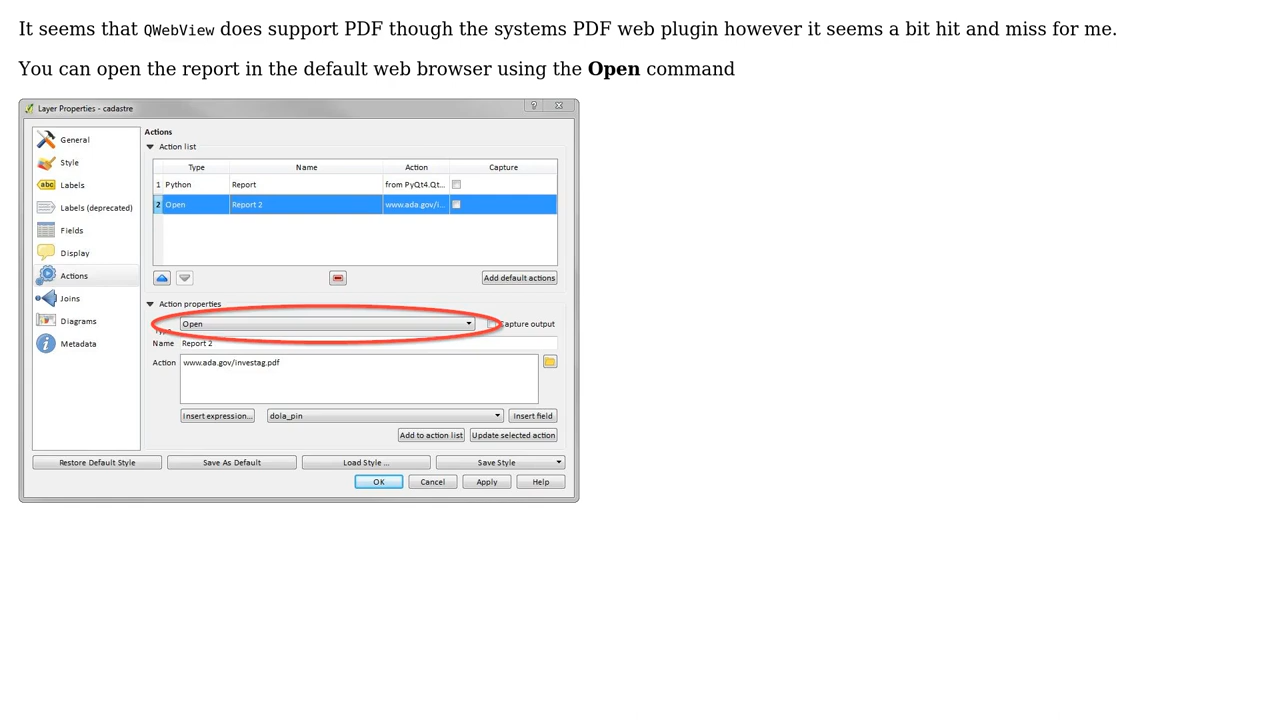 It seems that QWebView does support PDF though the systems PDF web plugin however it seems a bit hit and miss for me.
You can open the report in the default web browser using the Open command
Layer Properties - cadastre
General
Style
Labels
Labels (deprecated)
Fields
Display
Actions
Joins
Diagrams
Metadata
Actions
Action list
Type Name Action Capture
1 Python Report from PyQt4.Qt...
2 Open Report 2 www.ada.gov/i...
Add default actions
Action properties
Type Open Capture output
Name Report 2
Action www.ada.gov/investag.pdf
Insert expression... dola_pin Insert field
Add to action list Update selected action
Restore Default Style Save As Default Load Style ... Save Style
OK Cancel Apply Help